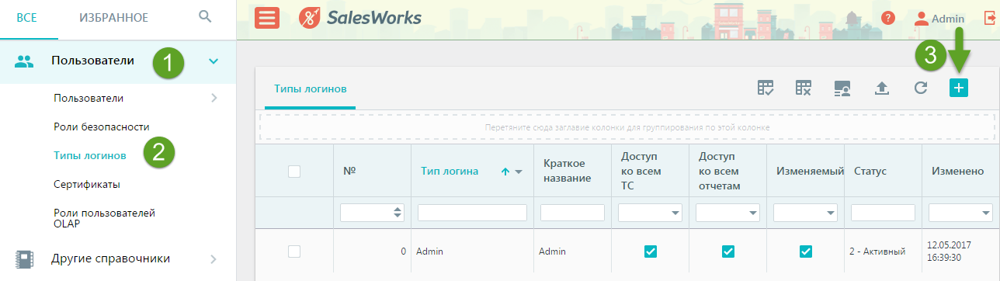 ВСЕ ИЗБРАННОЕ
Пользователи 1
Пользователи
Роли безопасности
Типы логинов 2
Сертификаты
Роли пользователей
OLAP
Другие справочники
SalesWorks ? Admin
3
Типы логинов
Перетяните сюда заглавие колонки для группирования по этой колонке
№
Тип логина
Краткое
название
Доступ
ко всем
ТС
Доступ
ко всем
отчетам
Изменяемый
Статус
Изменено
0 Admin Admin 2 - Активный 12.05.2017
16:39:30